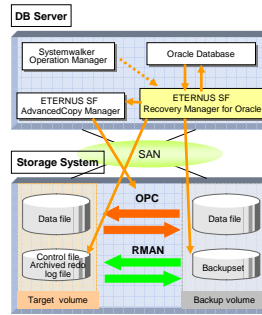 DB Server
Systemwalker
Operation Manager
Oracle Database
ETERNUS SF
AdvancedCopy Manager
ETERNUS SF
Recovery Manager for Oracle
SAN
Storage System
OPC
Data file
Data file
RMAN
Control file
Archived redo
log file
Backupset
Target volume
Backup volume